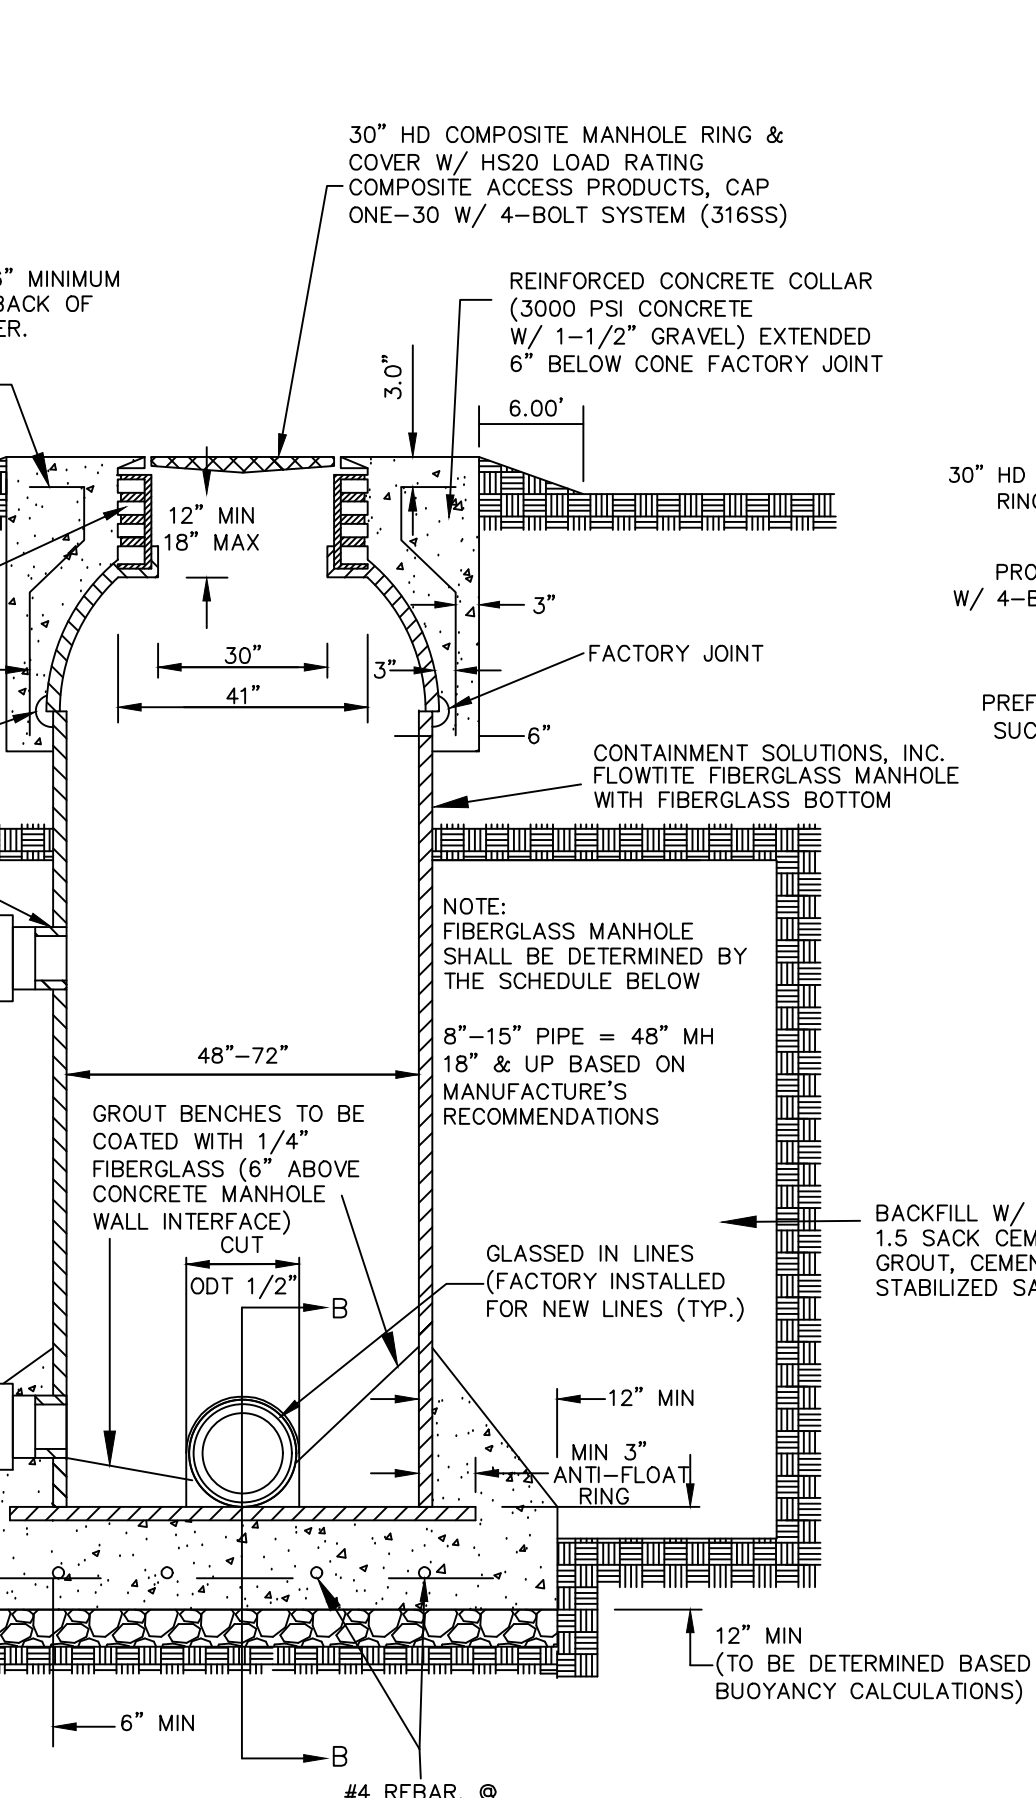 30" HD COMPOSITE MANHOLE RING &
COVER W/ HS20 LOAD RATING
COMPOSITE ACCESS PRODUCTS, CAP
ONE-30 W/ 4-BOLT SYSTEM (316SS)
6" MINIMUM
BACK OF
REINFORCED CONCRETE COLLAR
(3000 PSI CONCRETE
W/ 1-1/2" GRAVEL) EXTENDED
6" BELOW CONE FACTORY JOINT
3.0"
6.00'
30" HD
12" MIN
18" MAX
W/
3"
30"
3"
FACTORY JOINT
41"
6"
CONTAINMENT SOLUTIONS, INC.
FLOWTITE FIBERGLASS MANHOLE
WITH FIBERGLASS BOTTOM
NOTE:
FIBERGLASS MANHOLE
SHALL BE DETERMINED BY
THE SCHEDULE BELOW
8"-15" PIPE = 48" MH
18" & UP BASED ON
MANUFACTURE'S
RECOMMENDATIONS
48"-72"
GROUT BENCHES TO BE
COATED WITH 1/4"
FIBERGLASS (6" ABOVE
CONCRETE MANHOLE
WALL INTERFACE)
CUT
ODT 1/2"
B
GLASSED IN LINES
(FACTORY INSTALLED
FOR NEW LINES (TYP.)
BACKFILL W/
1.5 SACK
GROUT,
STABILIZED
12" MIN
MIN 3"
ANTI-FLOAT
RING
12" MIN
(TO BE DETERMINED BASED
BUOYANCY CALCULATIONS)
6" MIN
B
#4 REBAR, @